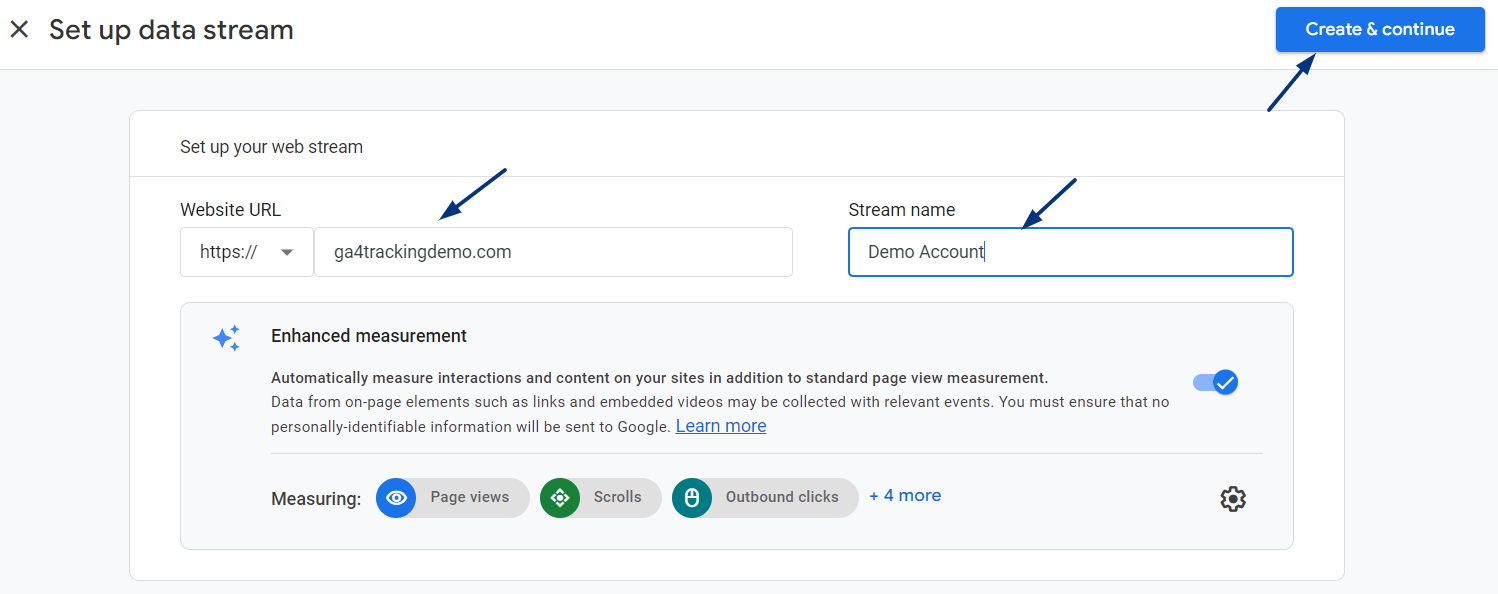 Set up data stream
Create & continue
Set up your web stream
Website URL
https://
ga4trackingdemo.com
Stream name
Demo Account
Enhanced measurement
Automatically measure interactions and content on your sites in addition to standard page view measurement.
Data from on-page elements such as links and embedded videos may be collected with relevant events. You must ensure that no
personally-identifiable information will be sent to Google. Learn more
Measuring: Page views Scrolls Outbound clicks + 4 more